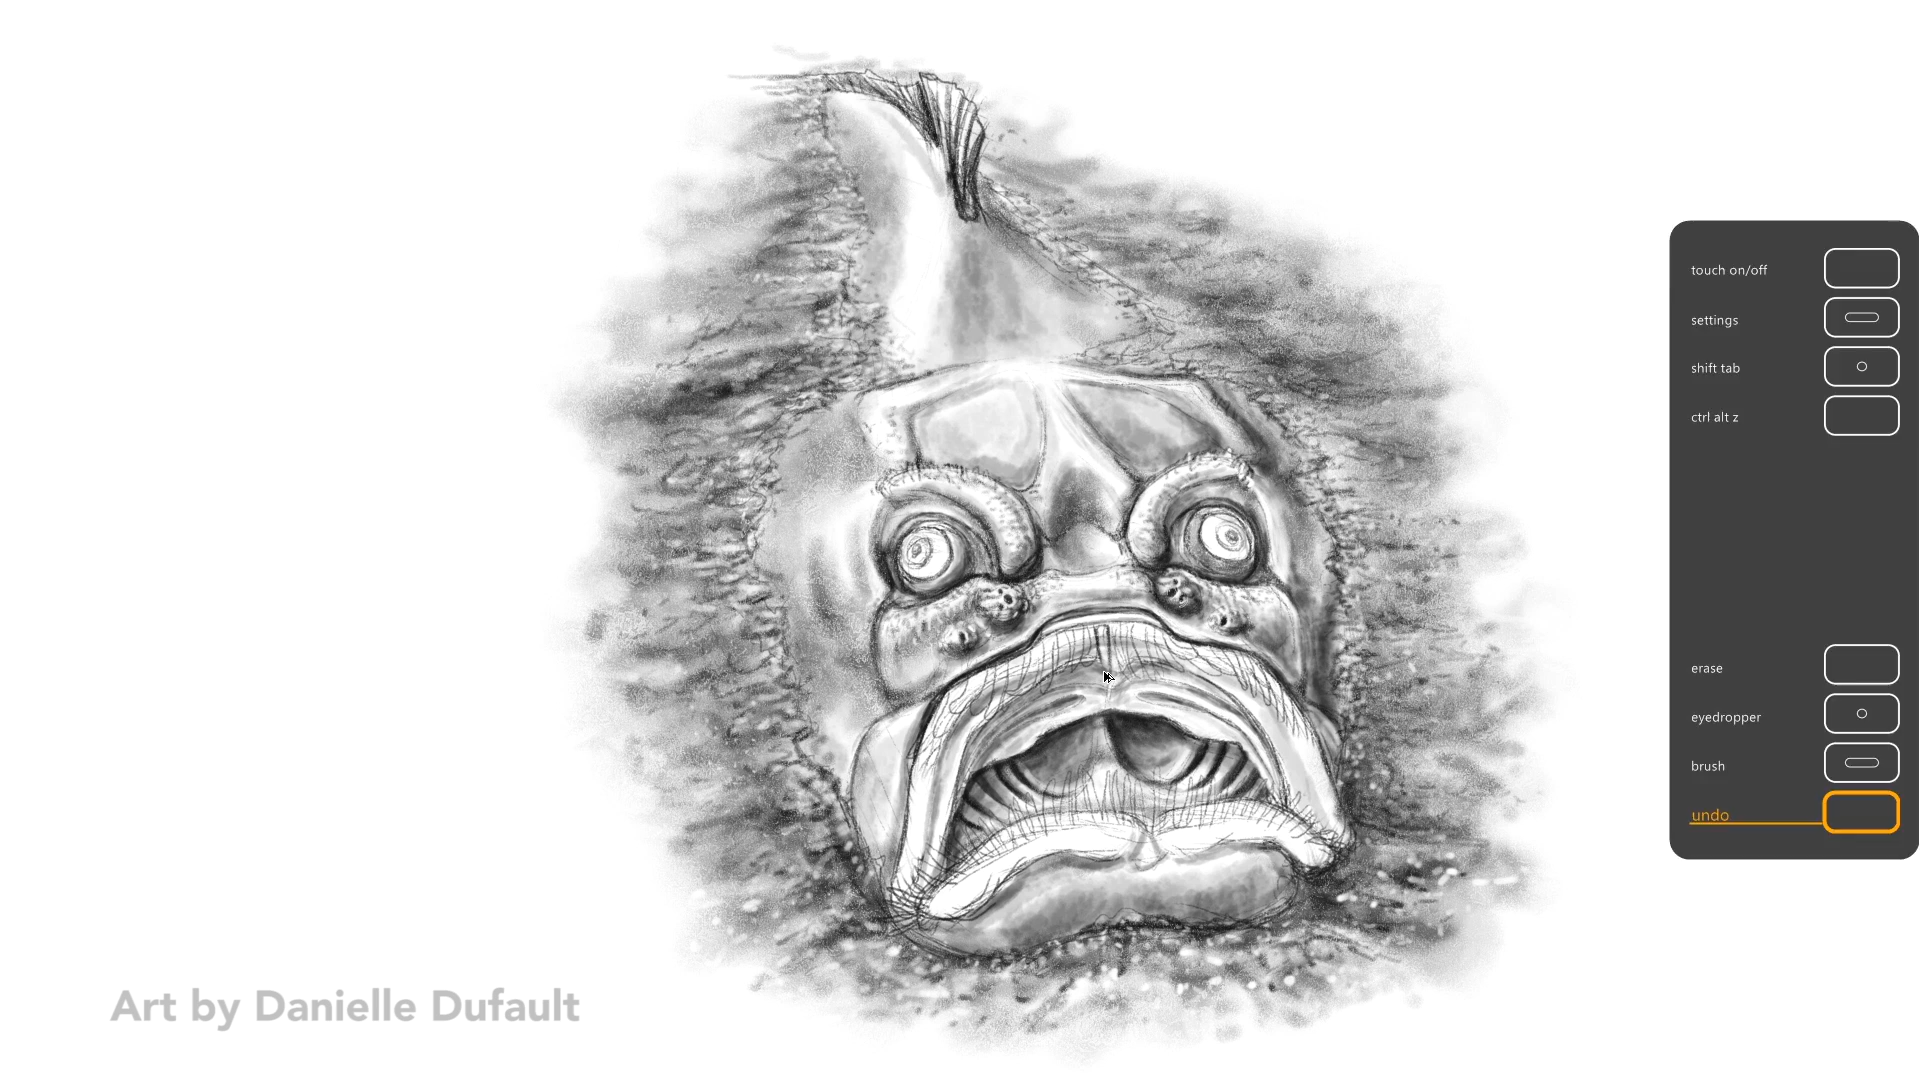 touch on/off
settings
shift tab
ctrl alt z
erase
eyedropper
brush
undo
Art by Danielle Dufault